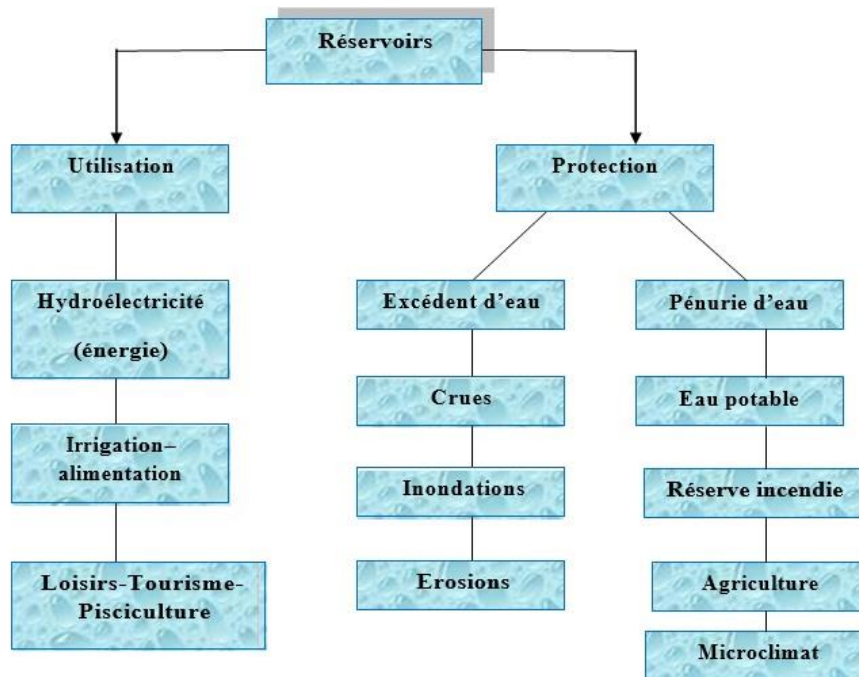 Réservoirs
Utilisation
Protection
Hydroélectricité
(énergie)
Excédent d’eau
Pénurie d’eau
Crues
Eau potable
Irrigation–
alimentation
Inondations
Réserve incendie
Loisirs-Tourisme-
Pisciculture
Erosions
Agriculture
Microclimat